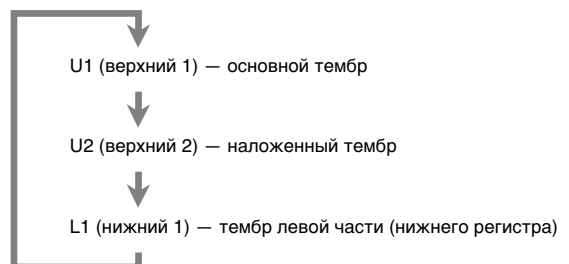 U1 (верхний 1) — основной тембр
U2 (верхний 2) — наложенный тембр
L1 (нижний 1) — тембр левой части (нижнего регистра)